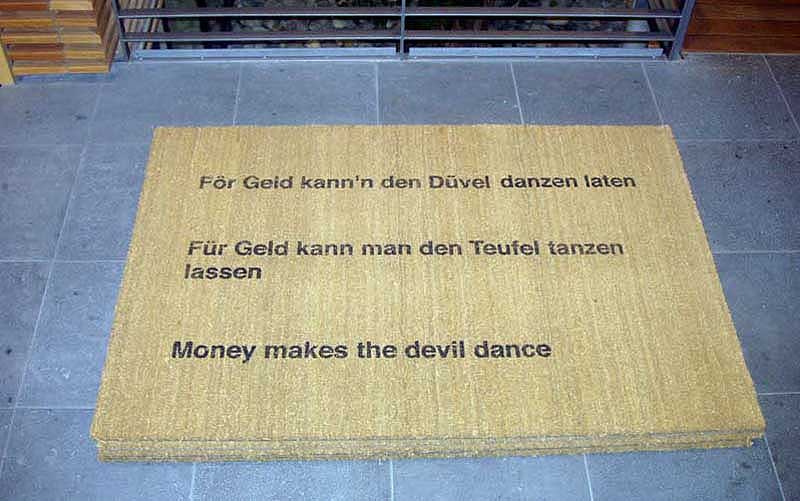 För Geld kann'n den Düvel danzen laten
Für Geld kann man den Teufel tanzen
lassen
Money makes the devil dance